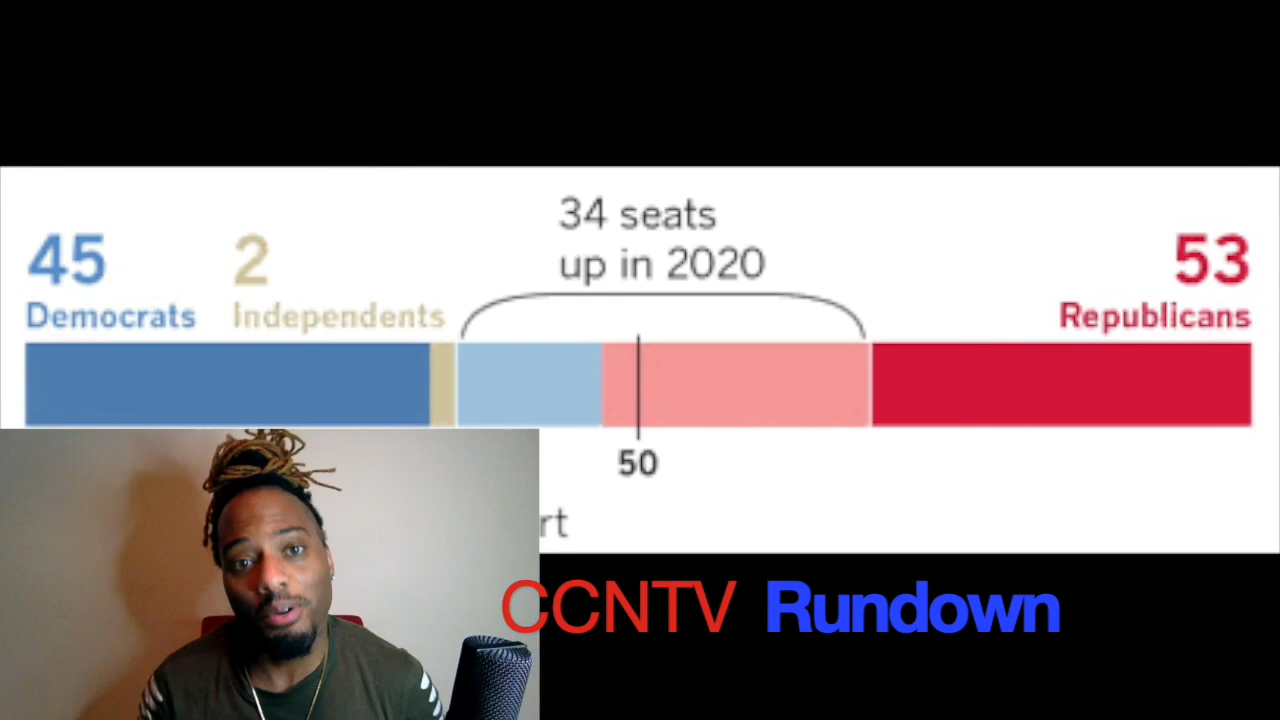 34 seats
up in 2020
45
Democrats
2
Independents
53
Republicans
50
CCNTV Rundown